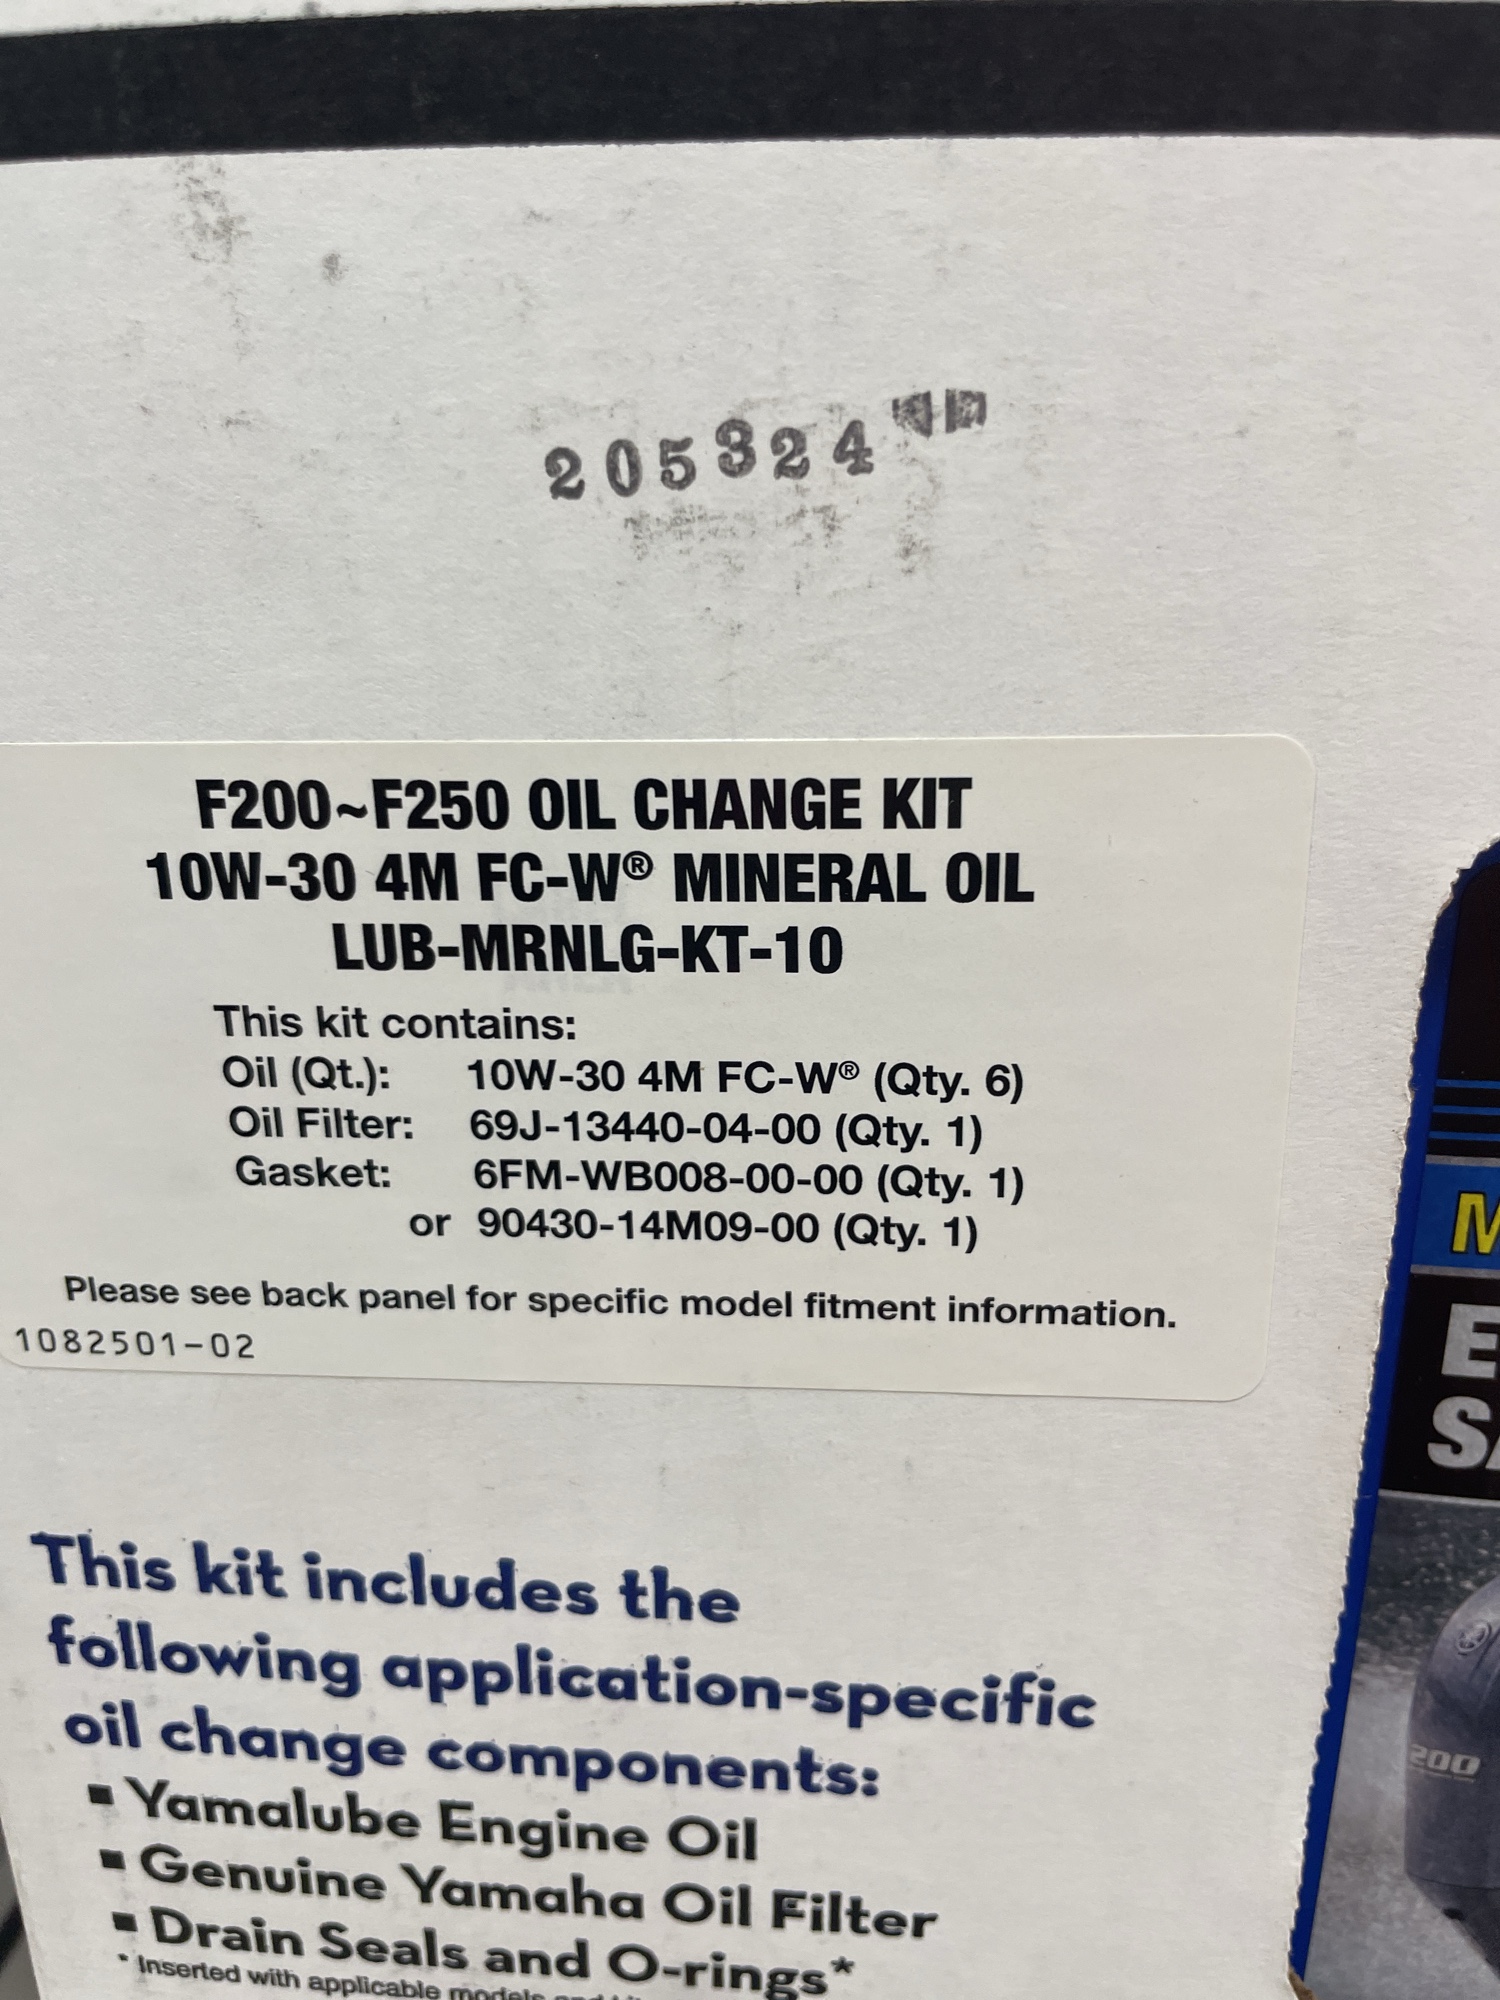 205324
F200~F250 OIL CHANGE KIT
10W-30 4M FC-W® MINERAL OIL
LUB-MRNLG-KT-10
This kit contains:
Oil (Qt.): 10W-30 4M FC-W® (Qty. 6)
Oil Filter: 69J-13440-04-00 (Qty. 1)
Gasket: 6FM-WB008-00-00 (Qty. 1)
or 90430-14M09-00 (Qty. 1)
Please see back panel for specific model fitment information.
1082501-02
This kit includes the
following application-specific
oil change components:
▪ Yamalube Engine Oil
▪ Genuine Yamaha Oil Filter
▪ Drain Seals and O-rings*
* Inserted with applicable models
200